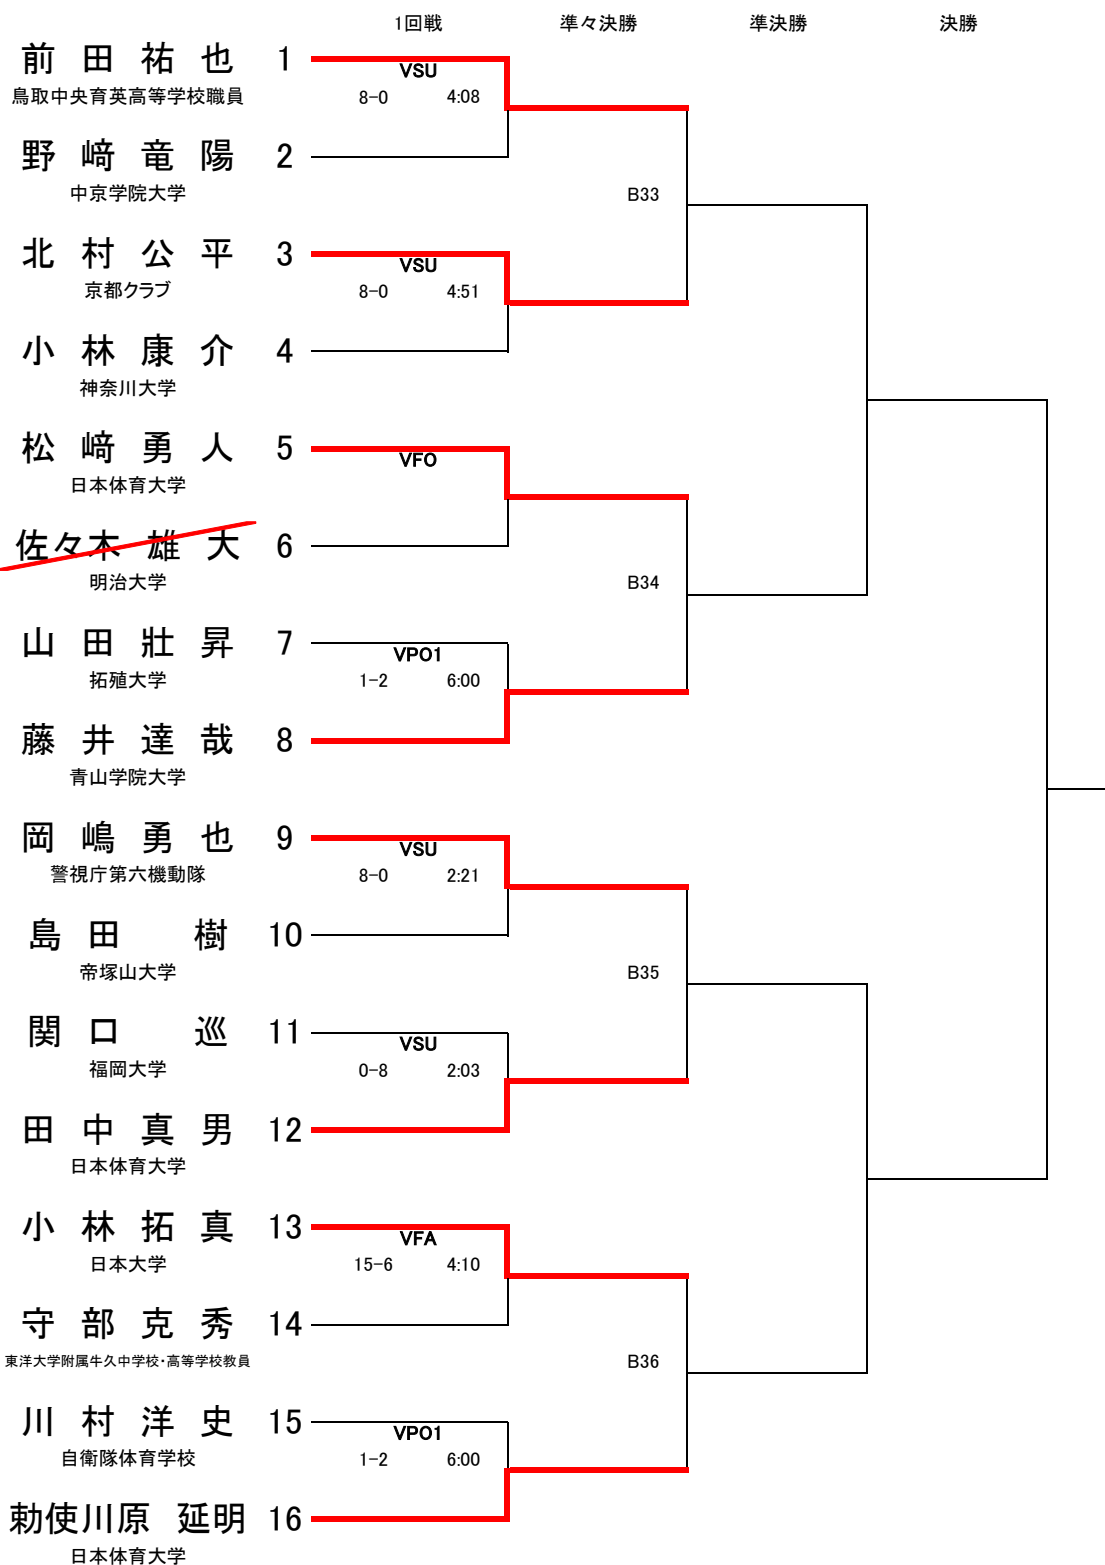 1回戦 準々決勝 準決勝 決勝
前田祐也 1
VSU
鳥取中央育英高等学校職員
8-0 4:08
野﨑竜陽 2
中京学院大学
B33
北村公平 3
VSU
京都クラブ
8-0 4:51
小林康介 4
神奈川大学
松﨑勇人 5
VFO
日本体育大学
佐々木雄大 6
明治大学
B34
山田壯昇 7
VPO1
拓殖大学
1-2 6:00
藤井達哉 8
青山学院大学
岡嶋勇也 9
VSU
警視庁第六機動隊
8-0 2:21
島田 樹 10
帝塚山大学
B35
関口 巡 11
VSU
福岡大学
0-8 2:03
田中真男 12
日本体育大学
小林拓真 13
VFA
日本大学
15-6 4:10
守部克秀 14
東洋大学附属牛久中学校・高等学校教員
B36
川村洋史 15
VPO1
自衛隊体育学校
1-2 6:00
勅使川原 延明 16
日本体育大学